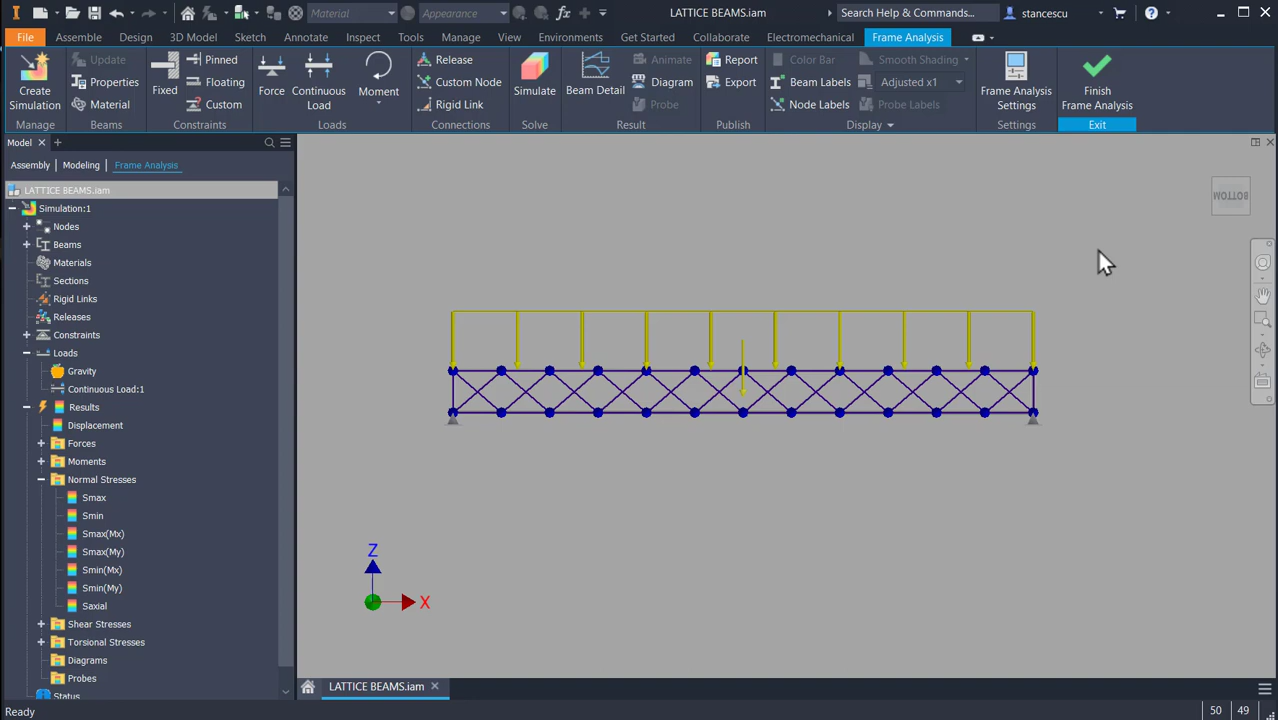 Material
Appearance
LATTICE BEAMS.iam
Search Help & Commands...
stancescu
File
Assemble
Design
3D Model
Sketch
Annotate
Inspect
Tools
Manage
View
Environments
Get Started
Collaborate
Electromechanical
Frame Analysis
Create
Simulation
Update
Properties
Material
Fixed
Pinned
Floating
Custom
Force
Continuous
Load
Moment
Release
Custom Node
Rigid Link
Simulate
Beam Detail
Animate
Diagram
Probe
Report
Export
Color Bar
Beam Labels
Node Labels
Smooth Shading
Adjusted x1
Probe Labels
Frame Analysis
Settings
Finish
Frame Analysis
Manage
Beams
Constraints
Loads
Connections
Solve
Result
Publish
Display
Settings
Exit
Model
Assembly
Modeling
Frame Analysis
LATTICE BEAMS.iam
Simulation:1
Nodes
Beams
Materials
Sections
Rigid Links
Releases
Constraints
Loads
Gravity
Continuous Load:1
Results
Displacement
Forces
Moments
Normal Stresses
Smax
Smin
Smax(Mx)
Smax(My)
Smin(Mx)
Smin(My)
Saxial
Shear Stresses
Torsional Stresses
Diagrams
Probes
Status
BOTTOM
Z
X
LATTICE BEAMS.iam
Ready
50
49